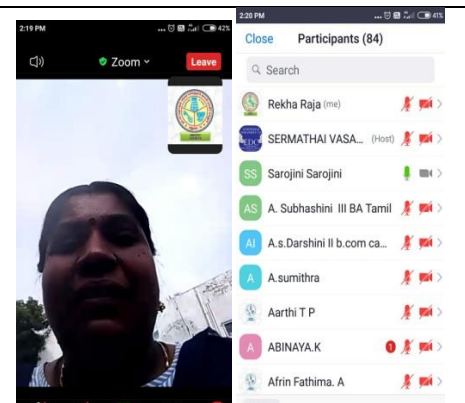 2:19 PM
... 42%
Zoom
Leave
2:20 PM
... 41%
Close Participants (84)
Search
Rekha Raja (me)
SERMATHAI VASA... (Host)
EDC
SS Sarojini Sarojini
AS A. Subhashini III BA Tamil
AI A.s.Darshini II b.com ca...
A A.sumithra
Aarthi T P
A ABINAYA.K 1
Afrin Fathima. A